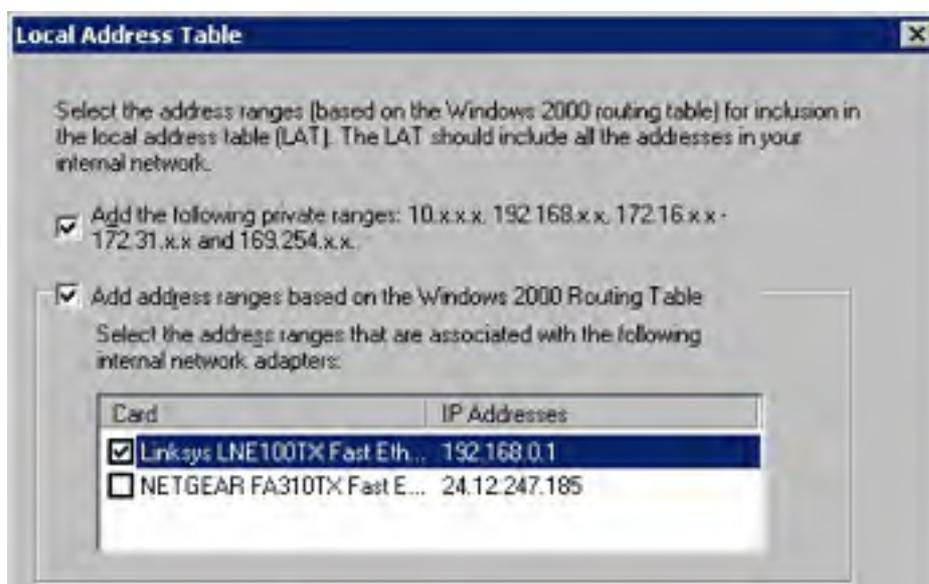 Local Address Table
Select the address ranges (based on the Windows 2000 routing table) for inclusion in
the local address table (LAT). The LAT should include all the addresses in your
internal network.
Add the following private ranges: 10.x.x.x, 192.168.x.x, 172.16.x.x -
172.31.x.x and 169.254.x.x.
Add address ranges based on the Windows 2000 Routing Table
Select the address ranges that are associated with the following
internal network adapters:
Card IP Addresses
Linksys LNE100TX Fast Eth... 192.168.0.1
NETGEAR FA310TX Fast E... 24.12.247.185